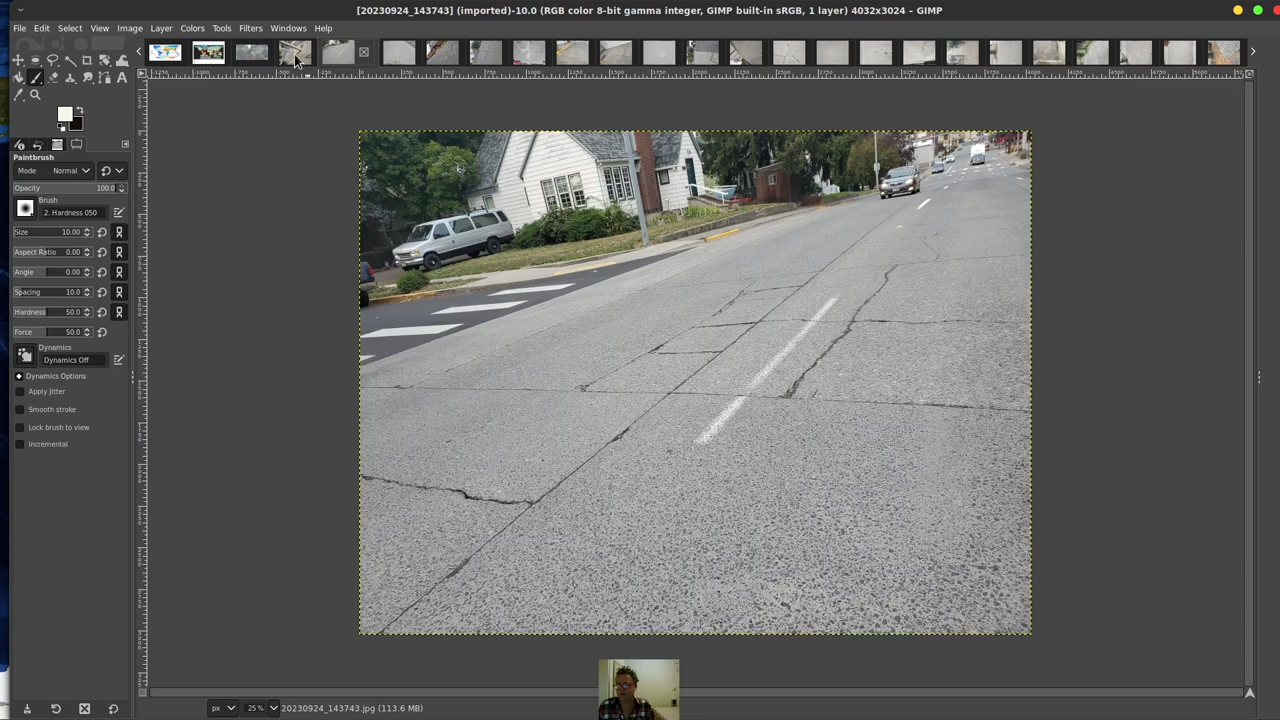 [20230924_143743] (imported)-10.0 (RGB color 8-bit gamma integer, GIMP built-in sRGB, 1 layer) 4032x3024 – GIMP
File Edit Select View Image Layer Colors Tools Filters Windows Help
Paintbrush
Mode Normal
Opacity 100.0
Brush
2. Hardness 050
Size 10.00
Aspect Ratio 0.00
Angle 0.00
Spacing 10.0
Hardness 50.0
Force 50.0
Dynamics
Dynamics Off
Dynamics Options
Apply Jitter
Smooth stroke
Lock brush to view
Incremental
px 25% 20230924_143743.jpg (113.6 MB)